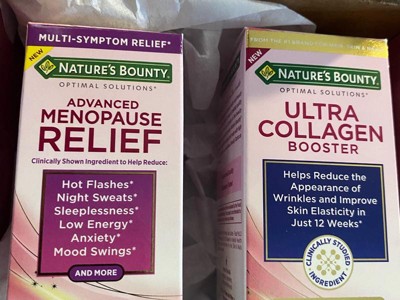 MULTI-SYMPTOM RELIEF*
NEW
NATURE'S BOUNTY®
OPTIMAL SOLUTIONS®
ADVANCED
MENOPAUSE
RELIEF
Clinically Shown Ingredient to Help Reduce:
Hot Flashes*
Night Sweats*
Sleeplessness*
Low Energy*
Anxiety*
Mood Swings*
AND MORE
NEW
NATURE'S BOUNTY®
OPTIMAL SOLUTIONS®
ULTRA
COLLAGEN
BOOSTER
Helps Reduce the
Appearance of
Wrinkles and Improve
Skin Elasticity in
Just 12 Weeks*
CLINICALLY STUDIED
INGREDIENT